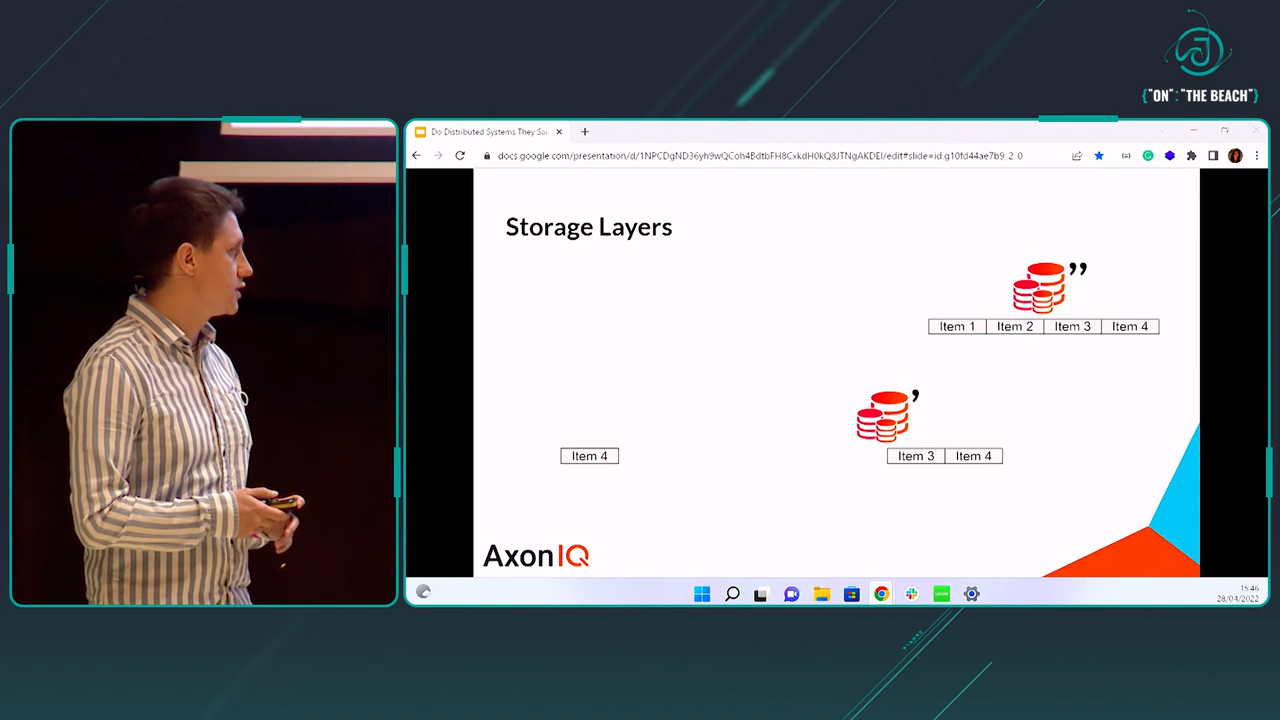 {"ON":"THE BEACH"}
Do Distributed Systems They Sai
docs.google.com/presentation/d/1NPCDgND36yh9wQCoh4BdtbFH8CxkdH0kQ8JTNgAKDEI/edit#slide=id.g10fd44ae7b9_2_0
Storage Layers
’’
Item 1 Item 2 Item 3 Item 4
’
Item 4
Item 3 Item 4
AxonIQ
15:46
28/04/2022